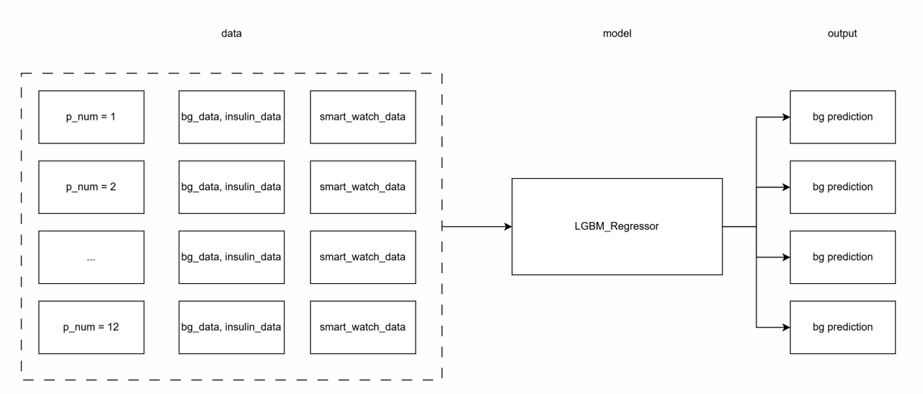 data
model
output
p_num = 1
bg_data, insulin_data
smart_watch_data
bg prediction
p_num = 2
bg_data, insulin_data
smart_watch_data
bg prediction
LGBM_Regressor
...
bg_data, insulin_data
smart_watch_data
bg prediction
p_num = 12
bg_data, insulin_data
smart_watch_data
bg prediction